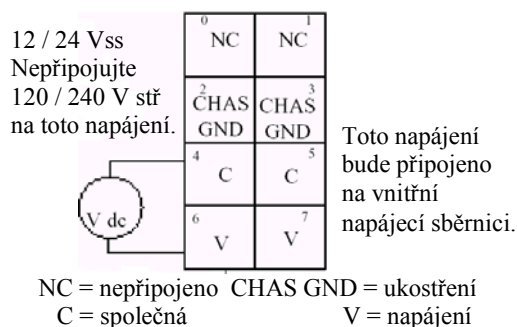 12 / 24 Vss
Nepřipojujte
120 / 240 V stř
na toto napájení.
0 NC 1 NC
2 CHAS GND 3 CHAS GND
4 C 5 C
6 V 7 V
V dc
Toto napájení
bude připojeno
na vnitřní
napájecí sběrnici.
NC = nepřipojeno CHAS GND = ukostření
C = společná V = napájení